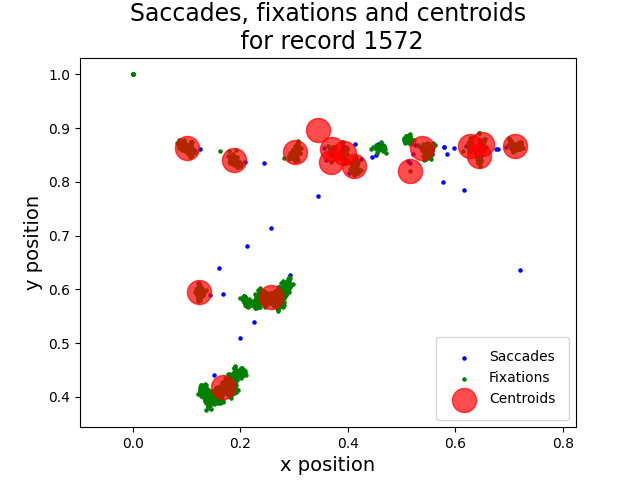 Saccades, fixations and centroids
for record 1572
1.0
0.9
0.8
0.7
0.6
0.5
0.4
y position
0.0
0.2
0.4
0.6
0.8
x position
Saccades
Fixations
Centroids